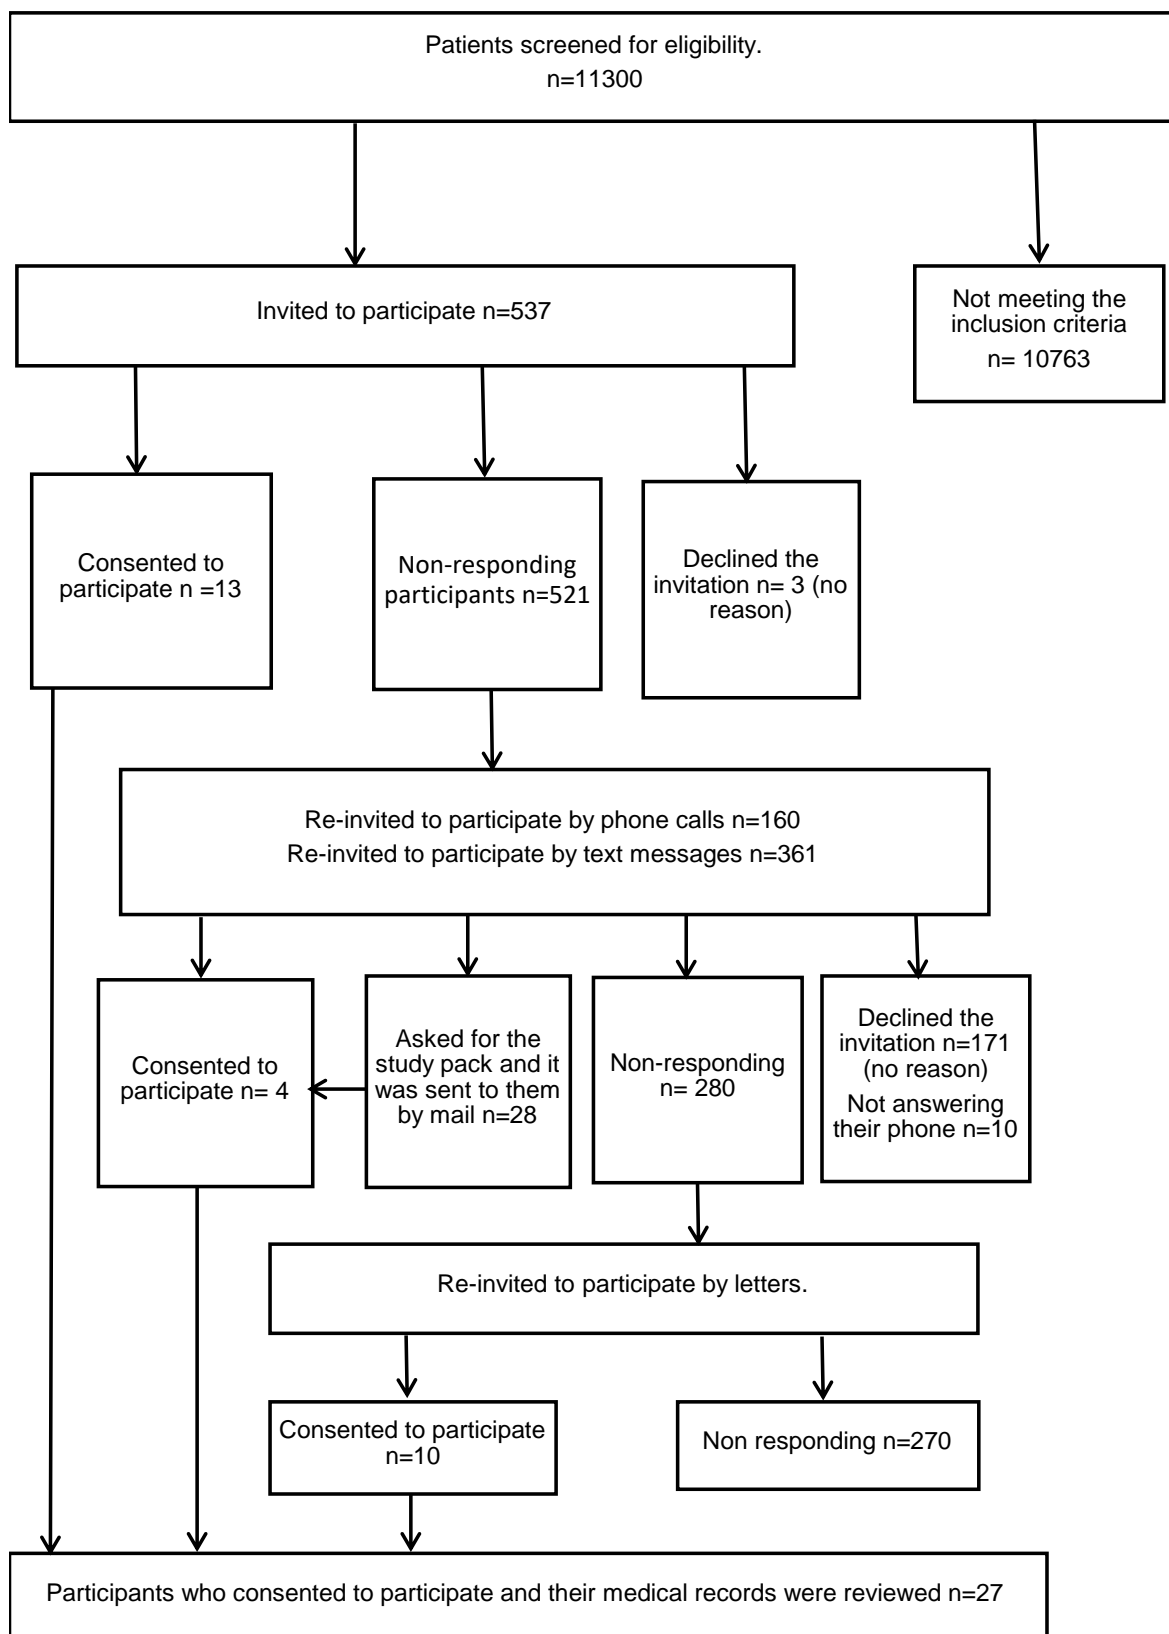 Patients screened for eligibility.
n=11300
Invited to participate n=537
Not meeting the
inclusion criteria
n= 10763
Consented to
participate n =13
Non-responding
participants n=521
Declined the
invitation n= 3 (no
reason)
Re-invited to participate by phone calls n=160
Re-invited to participate by text messages n=361
Consented to
participate n= 4
Asked for the
study pack and it
was sent to them
by mail n=28
Non-responding
n= 280
Declined the
invitation n=171
(no reason)
Not answering
their phone n=10
Re-invited to participate by letters.
Consented to participate
n=10
Non responding n=270
Participants who consented to participate and their medical records were reviewed n=27